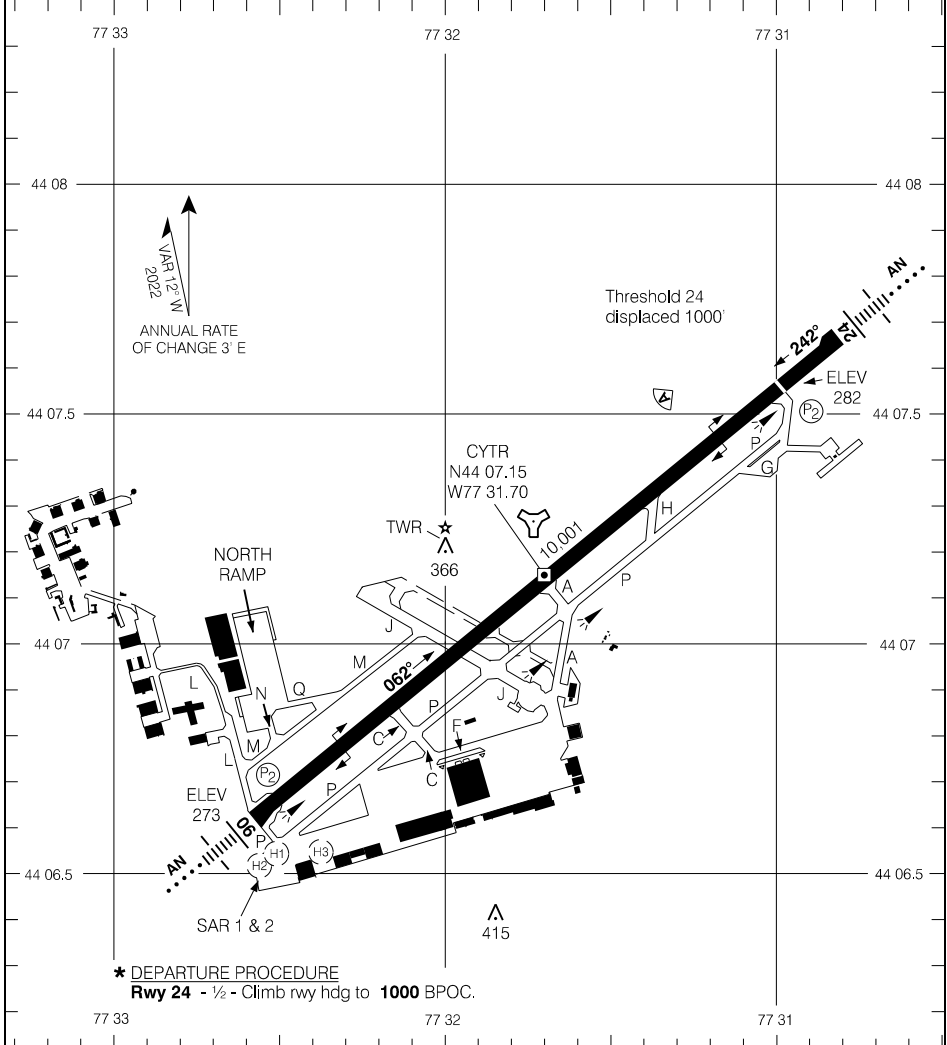 77 33
77 32
77 31
44 08
44 08
VAR 12° W
2022
ANNUAL RATE
OF CHANGE 3' E
AN
24
Threshold 24
displaced 1000'
242°
ELEV
282
P2
44 07.5
44 07.5
A
P
G
CYTR
N44 07.15
W77 31.70
H
TWR
366
10,001
NORTH
RAMP
A
P
J
44 07
44 07
M
062°
A
L
Q
N
P
J
F
C
M
L
C
P2
P
ELEV
273
06
P
H1
H2
H3
AN
44 06.5
44 06.5
SAR 1 & 2
415
* DEPARTURE PROCEDURE
Rwy 24 - ½ - Climb rwy hdg to 1000 BPOC.
77 33
77 32
77 31